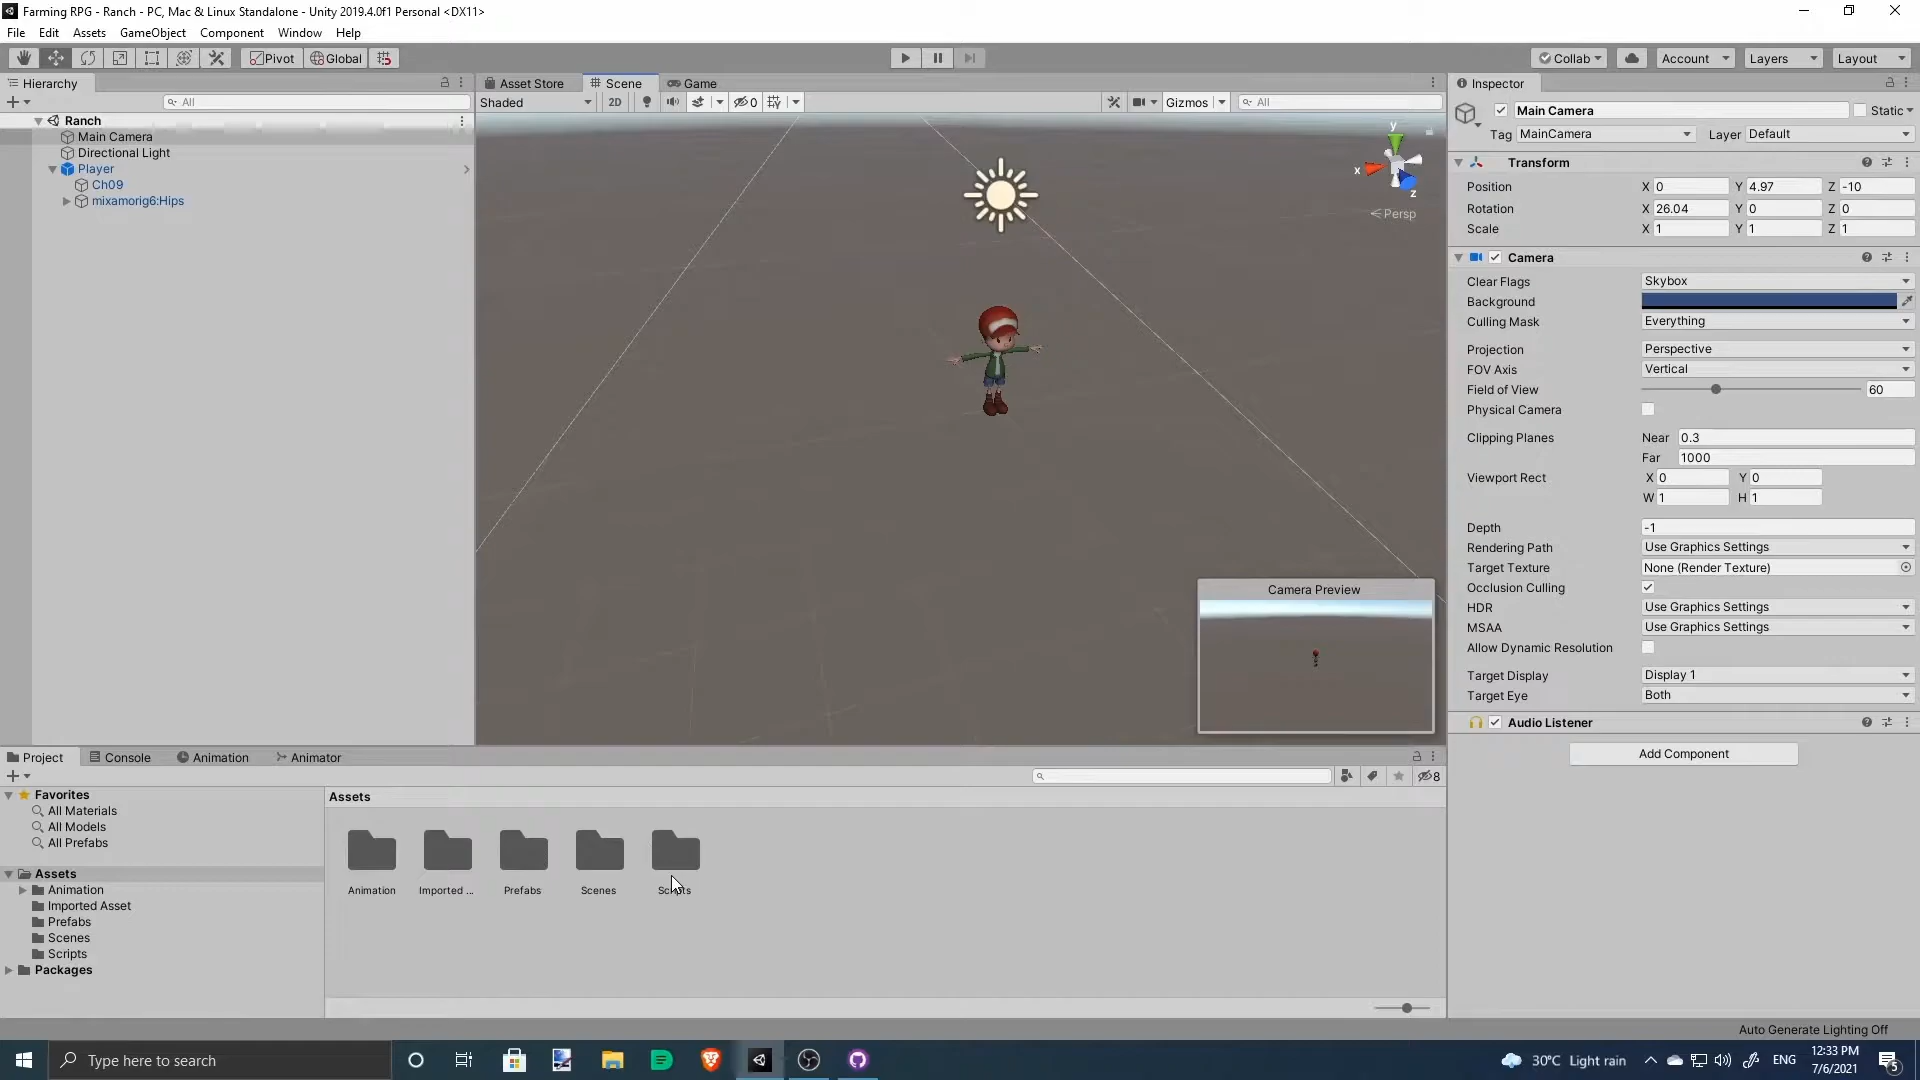 Farming RPG - Ranch - PC, Mac & Linux Standalone - Unity 2019.4.0f1 Personal <DX11>
File Edit Assets GameObject Component Window Help
Pivot Global Collab Account Layers Layout
Hierarchy
All
Ranch
Main Camera
Directional Light
Player
Ch09
mixamorig6:Hips
Asset Store Scene Game
Shaded 2D 0 Gizmos All
y
x
z
Persp
Camera Preview
Inspector
Main Camera Static
Tag MainCamera Layer Default
Transform
Position X 0 Y 4.97 Z -10
Rotation X 26.04 Y 0 Z 0
Scale X 1 Y 1 Z 1
Camera
Clear Flags Skybox
Background
Culling Mask Everything
Projection Perspective
FOV Axis Vertical
Field of View 60
Physical Camera
Clipping Planes Near 0.3
Far 1000
Viewport Rect X 0 Y 0
W 1 H 1
Depth -1
Rendering Path Use Graphics Settings
Target Texture None (Render Texture)
Occlusion Culling
HDR Use Graphics Settings
MSAA Use Graphics Settings
Allow Dynamic Resolution
Target Display Display 1
Target Eye Both
Audio Listener
Add Component
Project Console Animation Animator
8
Favorites
All Materials
All Models
All Prefabs
Assets
Animation
Imported Asset
Prefabs
Scenes
Scripts
Packages
Assets
Animation Imported ... Prefabs Scenes Scripts
Auto Generate Lighting Off
Type here to search
30°C Light rain ENG 12:33 PM
7/6/2021 5